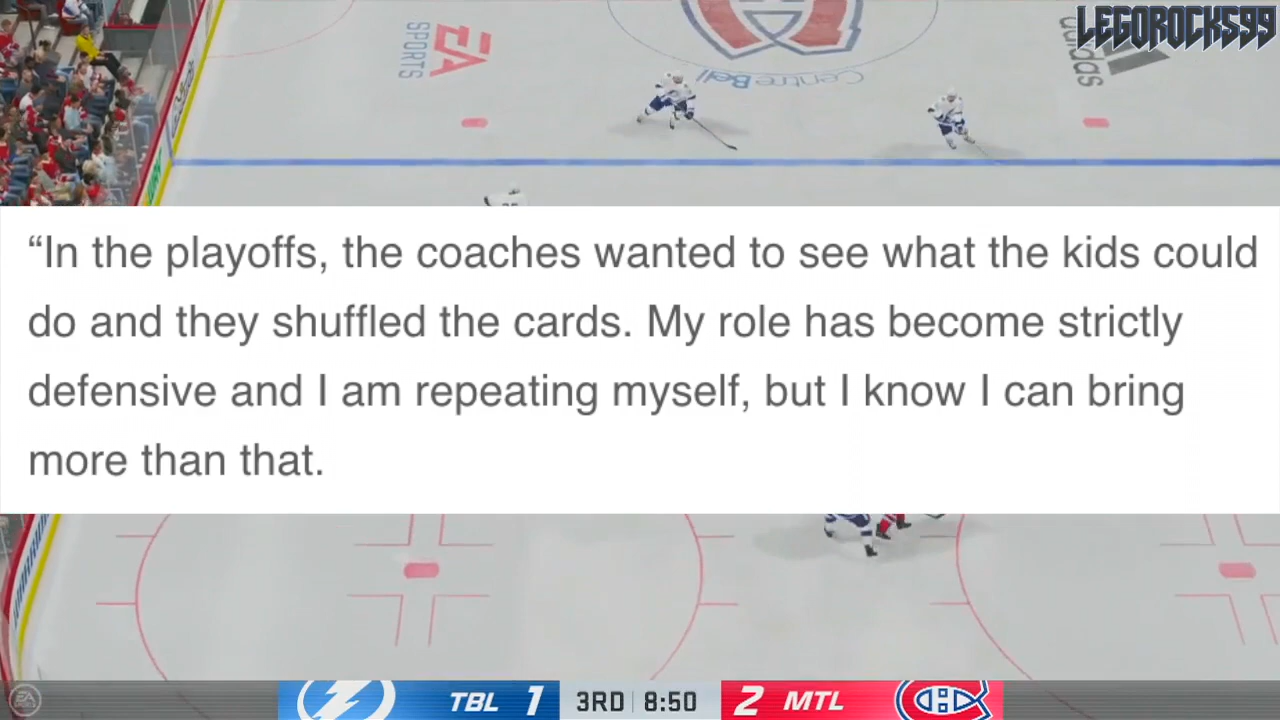 LEGOROCKS99
EA
SPORTS
Centre Bell
adidas
“In the playoffs, the coaches wanted to see what the kids could
do and they shuffled the cards. My role has become strictly
defensive and I am repeating myself, but I know I can bring
more than that.
TBL 1 3RD 8:50 2 MTL